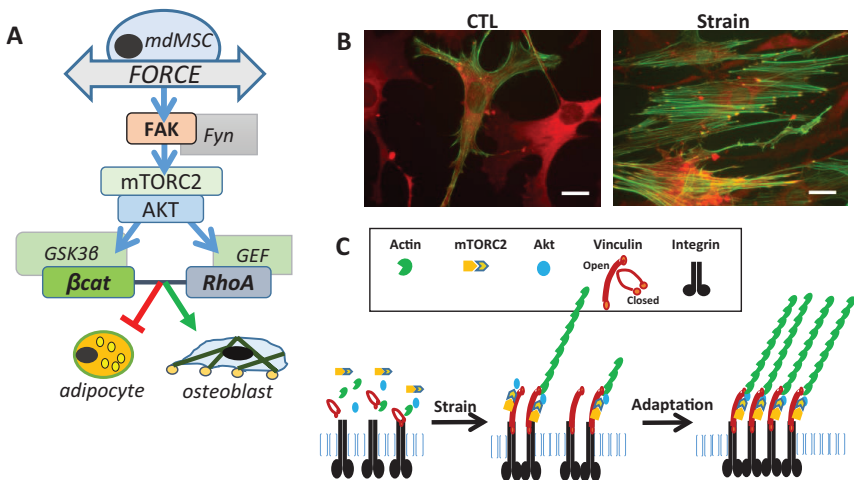 A
mdMSC
FORCE
FAK
Fyn
mTORC2
AKT
GSK3β
GEF
βcat
RhoA
adipocyte
osteoblast
B
CTL
Strain
C
Actin
mTORC2
Akt
Vinculin
Integrin
Open
Closed
Strain
Adaptation